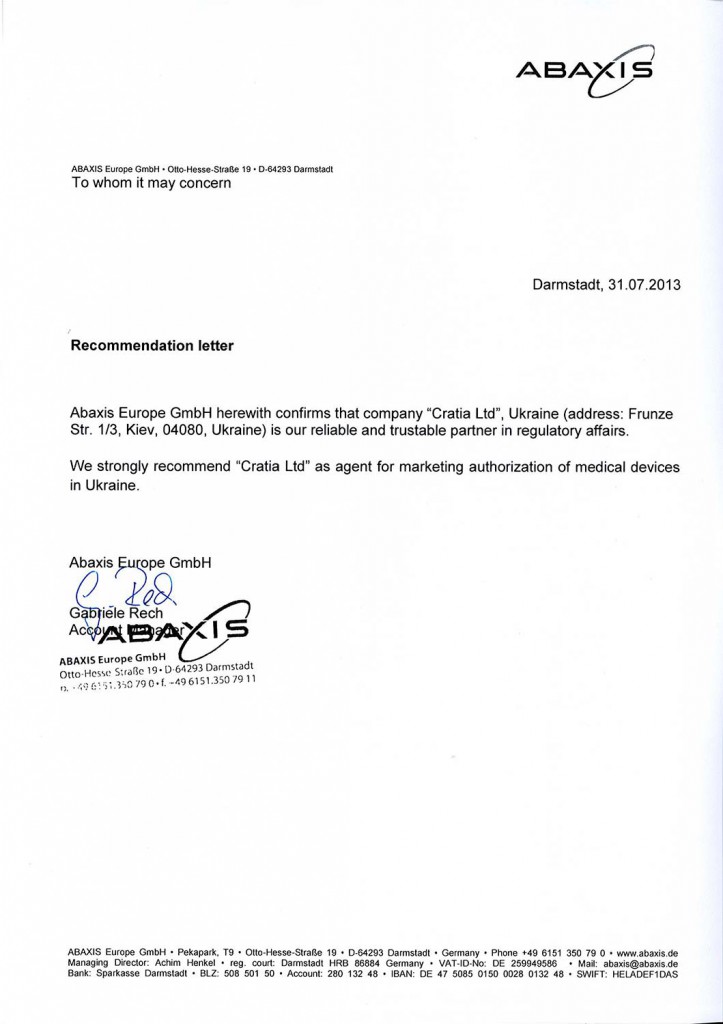 ABAXIS
ABAXIS Europe GmbH • Otto-Hesse-Straße 19 • D-64293 Darmstadt
To whom it may concern
Darmstadt, 31.07.2013
Recommendation letter
Abaxis Europe GmbH herewith confirms that company “Cratia Ltd”, Ukraine (address: Frunze
Str. 1/3, Kiev, 04080, Ukraine) is our reliable and trustable partner in regulatory affairs.
We strongly recommend “Cratia Ltd” as agent for marketing authorization of medical devices
in Ukraine.
Abaxis Europe GmbH
G. Rech
Gabriele Rech
Account Manager
ABAXIS
ABAXIS Europe GmbH
Otto-Hesse Straße 19 • D-64293 Darmstadt
+49 6151.350 79 0 • f. +49 6151.350 79 11
ABAXIS Europe GmbH • Pekapark, T9 • Otto-Hesse-Straße 19 • D-64293 Darmstadt • Germany • Phone +49 6151 350 79 0 • www.abaxis.de
Managing Director: Achim Henkel • reg. court: Darmstadt HRB 86884 Germany • VAT-ID-No: DE 259949586 • Mail: abaxis@abaxis.de
Bank: Sparkasse Darmstadt • BLZ: 508 501 50 • Account: 280 132 48 • IBAN: DE 47 5085 0150 0028 0132 48 • SWIFT: HELADEF1DAS